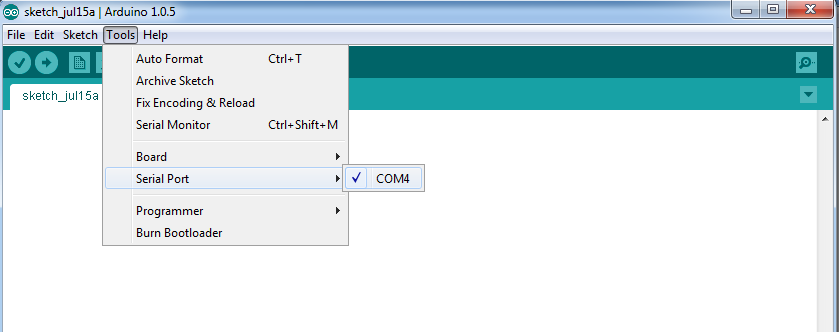 sketch_jul15a | Arduino 1.0.5
File Edit Sketch Tools Help
Auto Format Ctrl+T
Archive Sketch
sketch_jul15a
Fix Encoding & Reload
Serial Monitor Ctrl+Shift+M
Board
Serial Port COM4
Programmer
Burn Bootloader